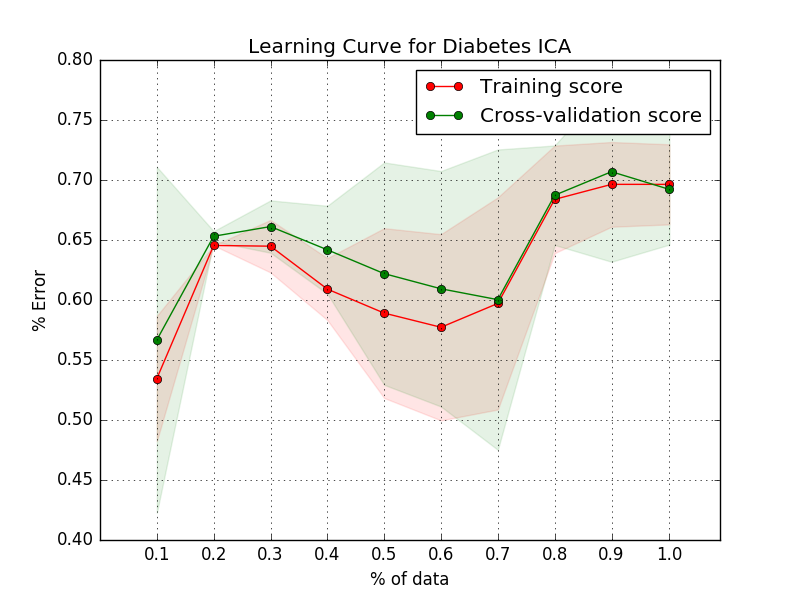 Learning Curve for Diabetes ICA
Training score
Cross-validation score
% Error
0.80
0.75
0.70
0.65
0.60
0.55
0.50
0.45
0.40
0.1 0.2 0.3 0.4 0.5 0.6 0.7 0.8 0.9 1.0
% of data